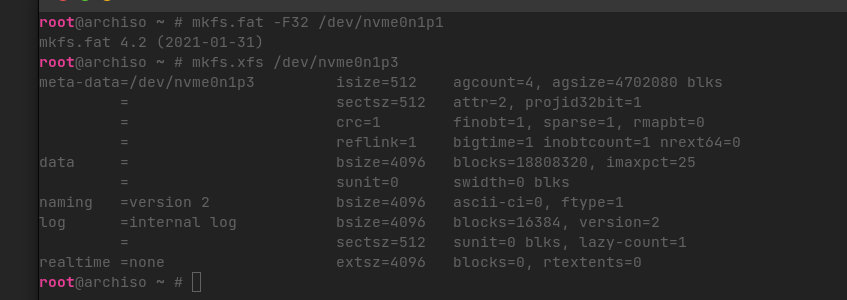 root@archiso ~ # mkfs.fat -F32 /dev/nvme0n1p1
mkfs.fat 4.2 (2021-01-31)
root@archiso ~ # mkfs.xfs /dev/nvme0n1p3
meta-data=/dev/nvme0n1p3         isize=512    agcount=4, agsize=4702080 blks
         =                       sectsz=512   attr=2, projid32bit=1
         =                       crc=1        finobt=1, sparse=1, rmapbt=0
         =                       reflink=1    bigtime=1 inobtcount=1 nrext64=0
data     =                       bsize=4096   blocks=18808320, imaxpct=25
         =                       sunit=0      swidth=0 blks
naming   =version 2              bsize=4096   ascii-ci=0, ftype=1
log      =internal log           bsize=4096   blocks=16384, version=2
         =                       sectsz=512   sunit=0 blks, lazy-count=1
realtime =none                   extsz=4096   blocks=0, rtextents=0
root@archiso ~ #